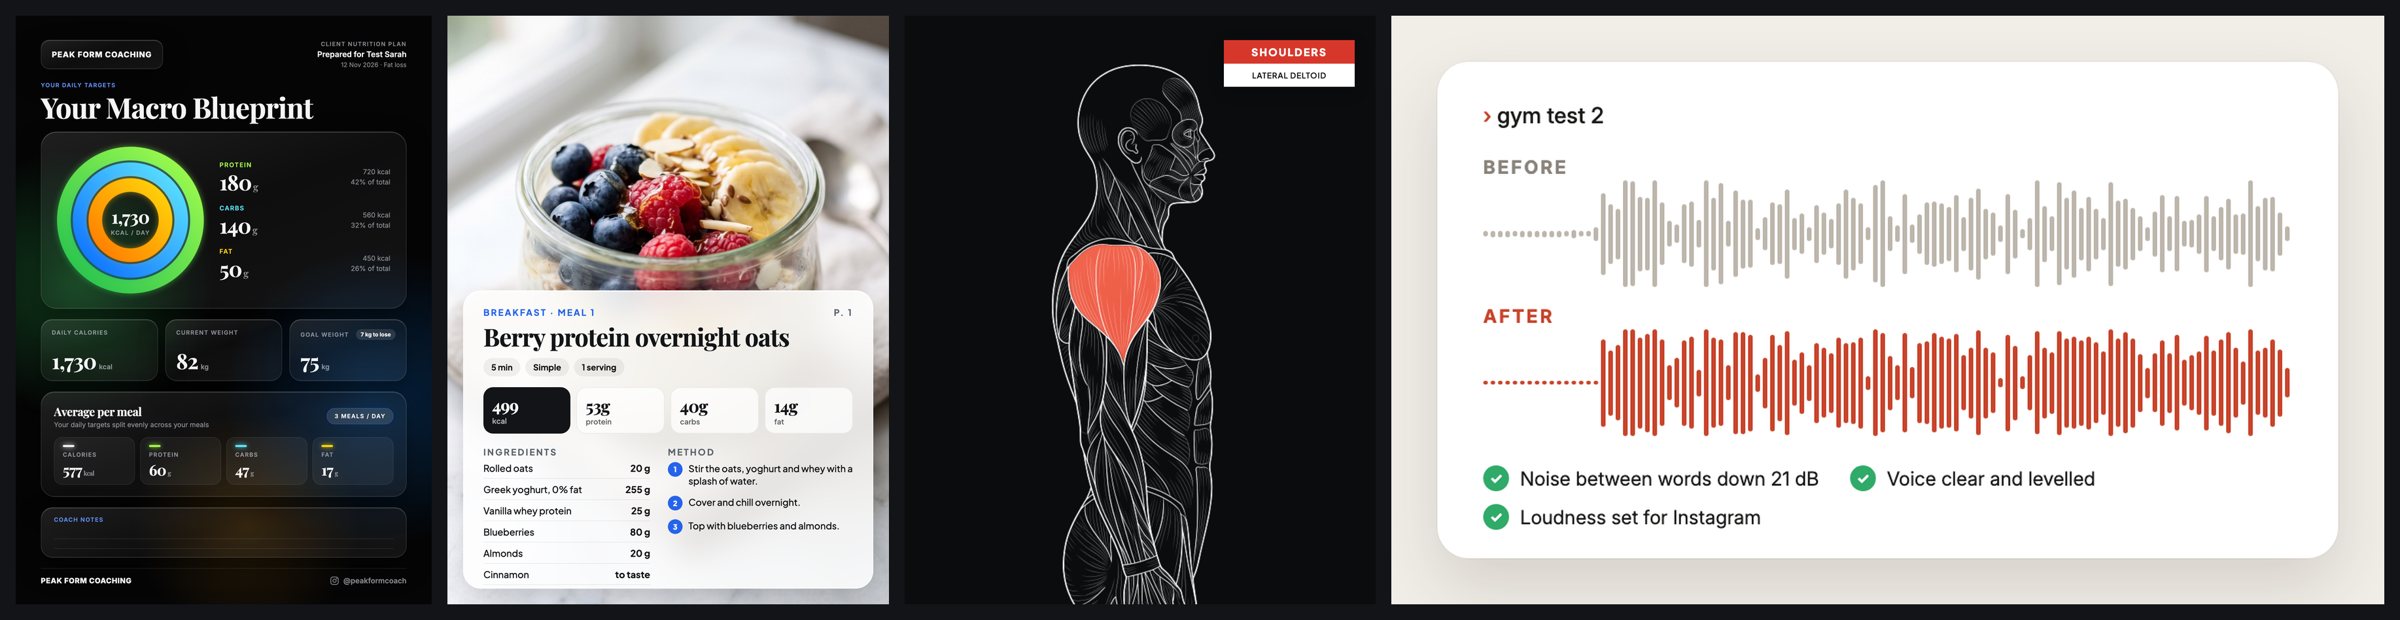 PEAK FORM COACHING
CLIENT NUTRITION PLAN
Prepared for Test Sarah
12 Nov 2026 · Fat loss
YOUR DAILY TARGETS
Your Macro Blueprint
1,730
KCAL / DAY
PROTEIN
180 g
720 kcal
42% of total
CARBS
140 g
560 kcal
32% of total
FAT
50 g
450 kcal
26% of total
DAILY CALORIES
1,730 kcal
CURRENT WEIGHT
82 kg
GOAL WEIGHT
7 kg to lose
75 kg
Average per meal
Your daily targets split evenly across your meals
3 MEALS / DAY
CALORIES
577 kcal
PROTEIN
60 g
CARBS
47 g
FAT
17 g
COACH NOTES
PEAK FORM COACHING
@peakformcoach
BREAKFAST · MEAL 1
P. 1
Berry protein overnight oats
5 min
Simple
1 serving
499
kcal
53g
protein
40g
carbs
14g
fat
INGREDIENTS
Rolled oats 20 g
Greek yoghurt, 0% fat 255 g
Vanilla whey protein 25 g
Blueberries 80 g
Almonds 20 g
Cinnamon to taste
METHOD
1 Stir the oats, yoghurt and whey with a
splash of water.
2 Cover and chill overnight.
3 Top with blueberries and almonds.
SHOULDERS
LATERAL DELTOID
› gym test 2
BEFORE
AFTER
Noise between words down 21 dB
Voice clear and levelled
Loudness set for Instagram